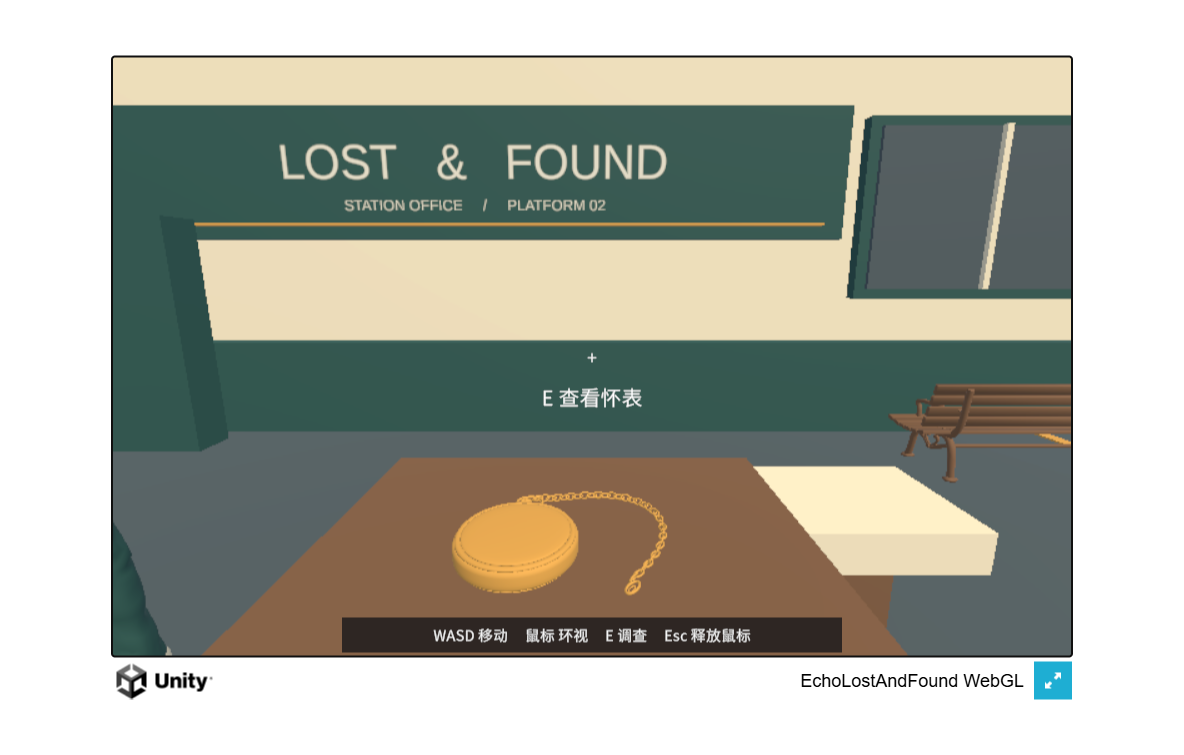 LOST & FOUND
STATION OFFICE / PLATFORM 02
+
E 查看怀表
WASD 移动 鼠标 环视 E 调查 Esc 释放鼠标
Unity
EchoLostAndFound WebGL